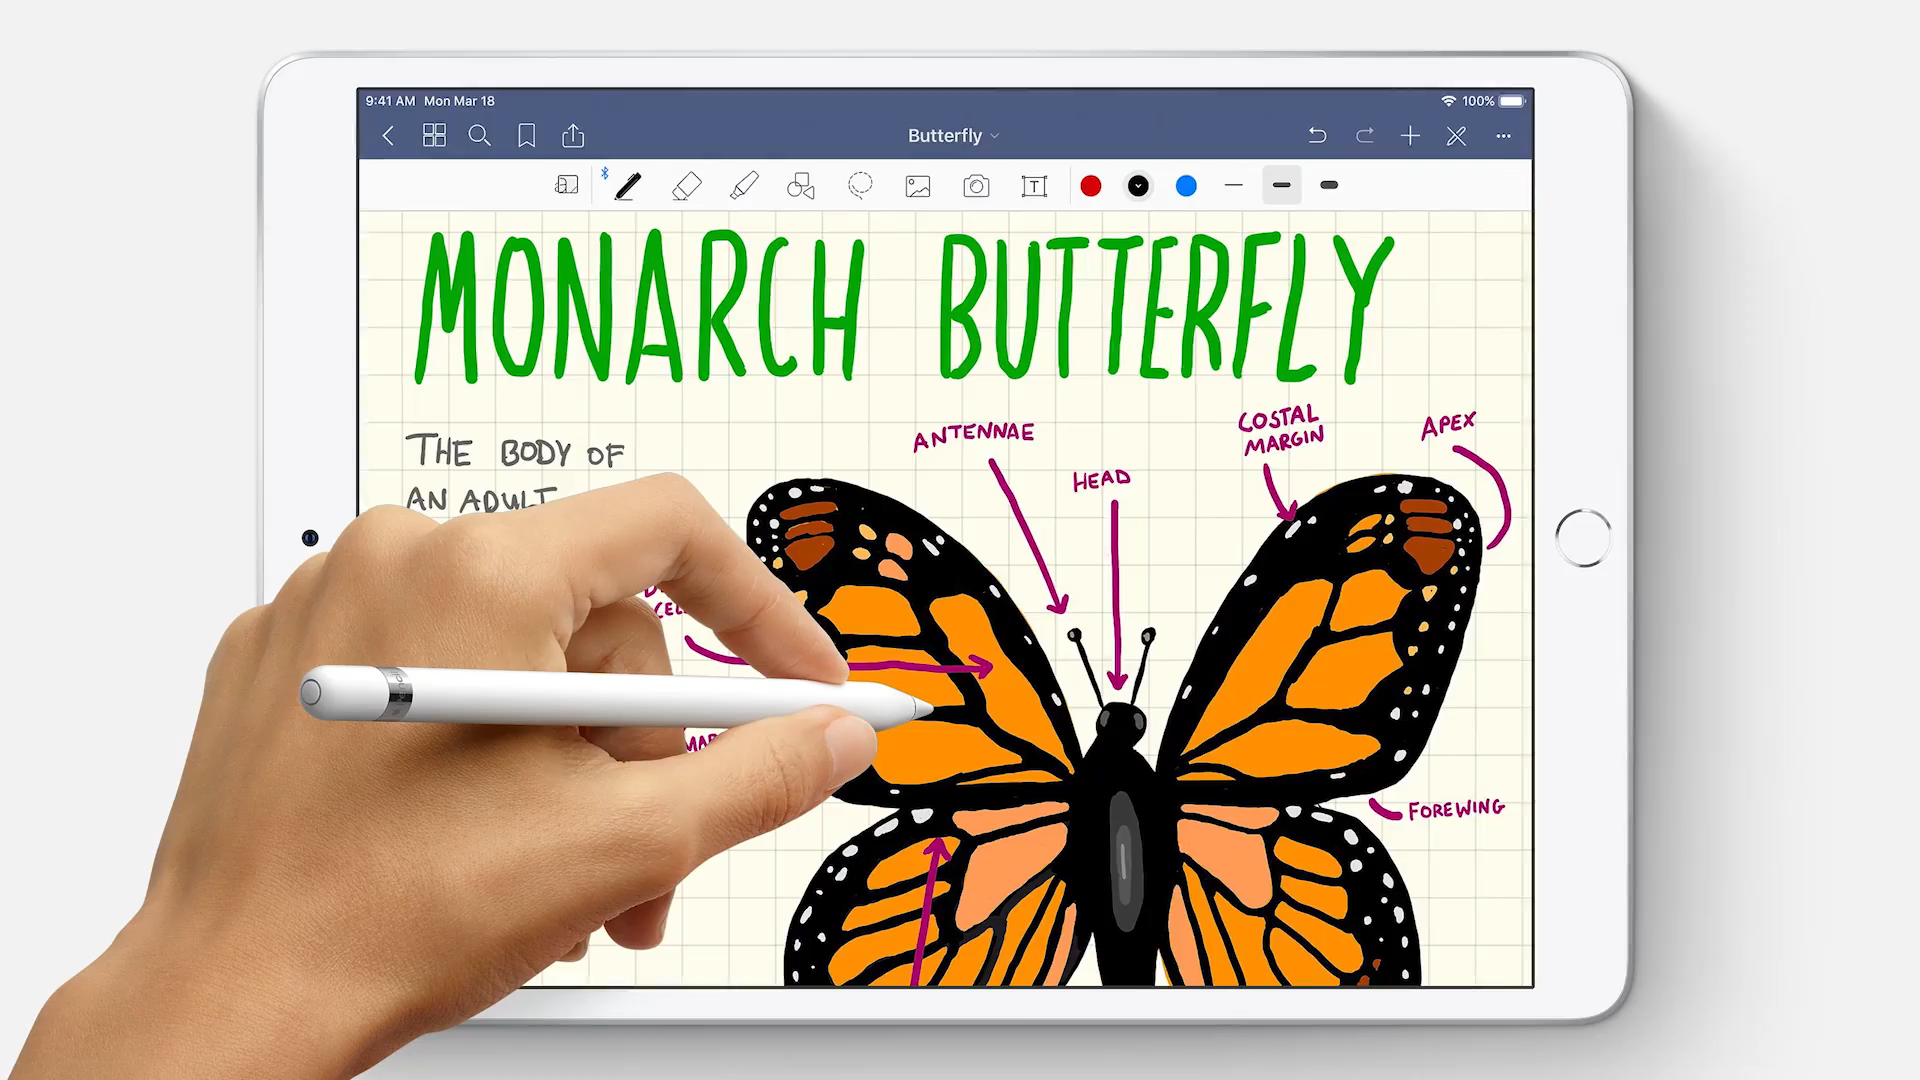 9:41 AM Mon Mar 18
100%
Butterfly
T
MONARCH BUTTERFLY
THE BODY OF
AN ADULT
ANTENNAE
HEAD
COSTAL
MARGIN
APEX
FOREWING